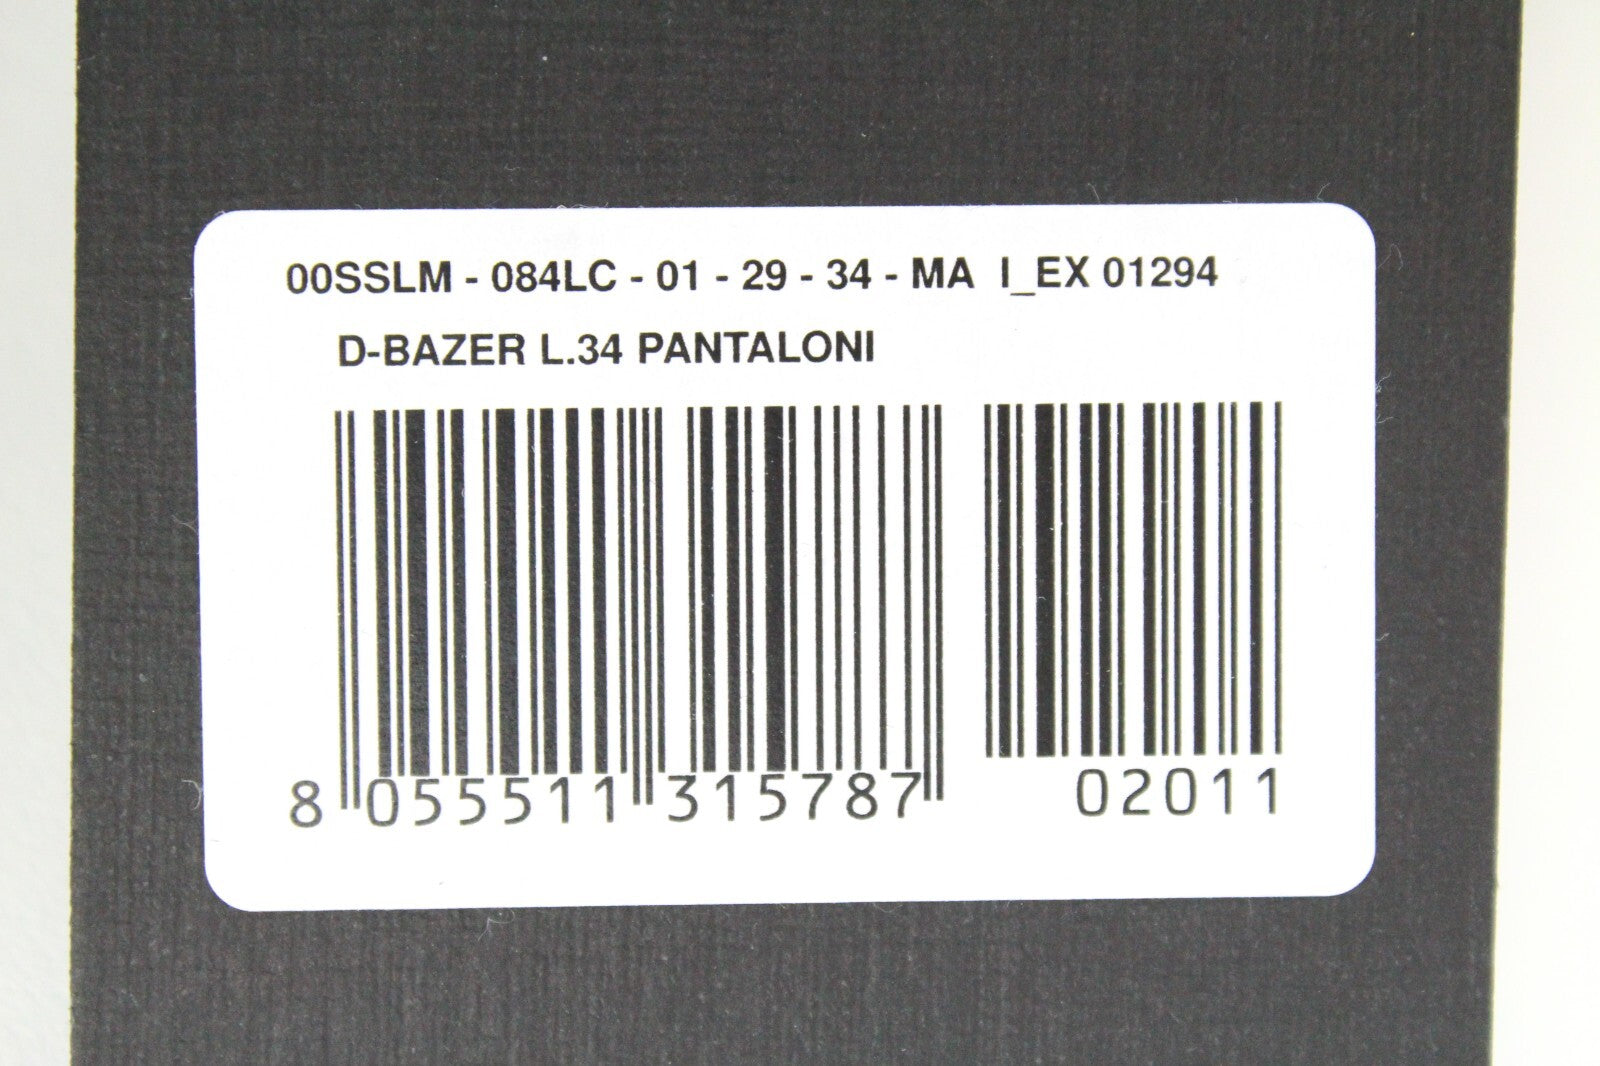 00SSLM - 084LC - 01 - 29 - 34 - MA I_EX 01294
D-BAZER L.34 PANTALONI
8 055511 315787 02011